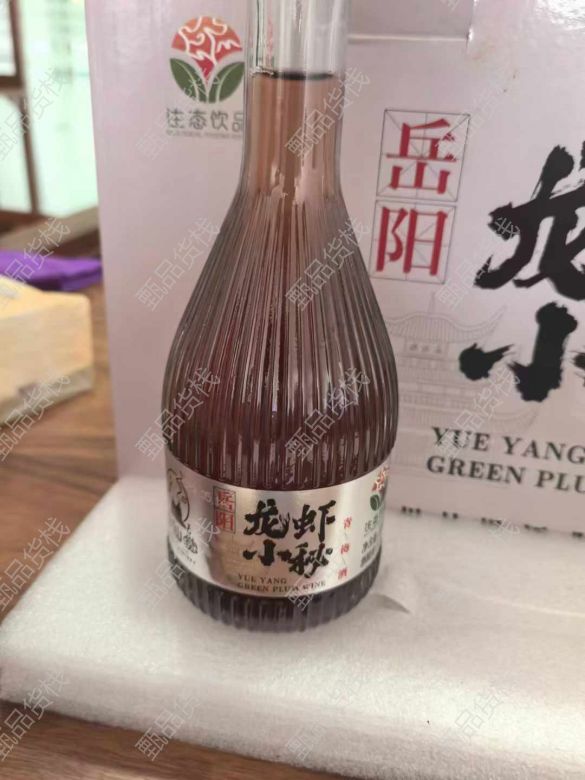 注态饮品
岳阳
龙
小
YUE YANG
GREEN PLU
岳阳
龙虾
小秋
青梅酒
YUE YANG
GREEN PLUM WINE
甄品货栈